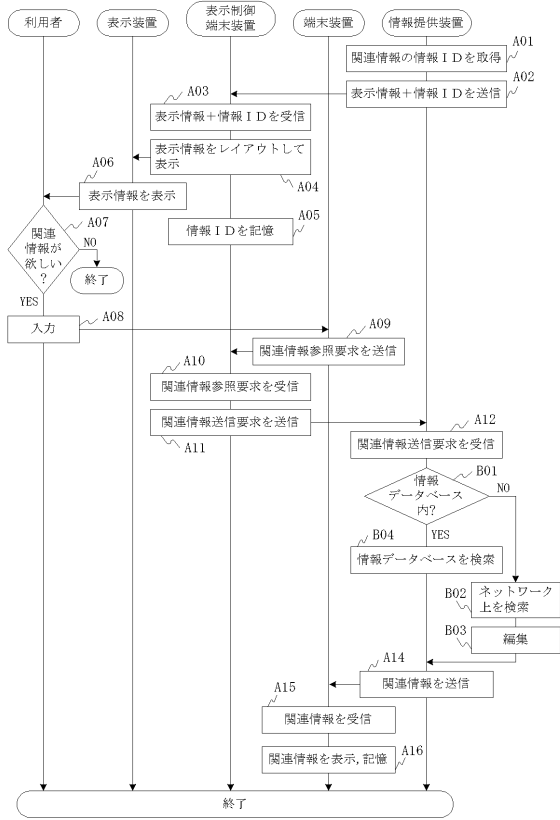 利用者
表示装置
表示制御
端末装置
端末装置
情報提供装置
A01
関連情報の情報IDを取得
A02
表示情報+情報IDを送信
A03
表示情報+情報IDを受信
表示情報をレイアウトして
表示
A04
A06
表示情報を表示
A05
情報IDを記憶
A07
関連
情報が
欲しい
?
NO
終了
YES
入力
A08
A09
関連情報参照要求を送信
A10
関連情報参照要求を受信
関連情報送信要求を送信
A11
A12
関連情報送信要求を受信
B01
情報
データベース
内?
NO
YES
B04
情報データベースを検索
B02
ネットワーク
上を検索
B03
編集
A14
関連情報を送信
A15
関連情報を受信
関連情報を表示,記憶
A16
終了